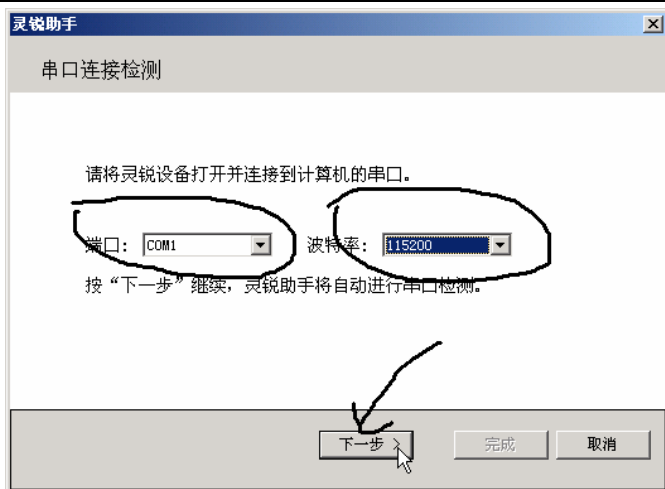 灵锐助手
串口连接检测
请将灵锐设备打开并连接到计算机的串口。
端口: COM1 波特率: 115200
按“下一步”继续，灵锐助手将自动进行串口检测。
下一步 > 完成 取消